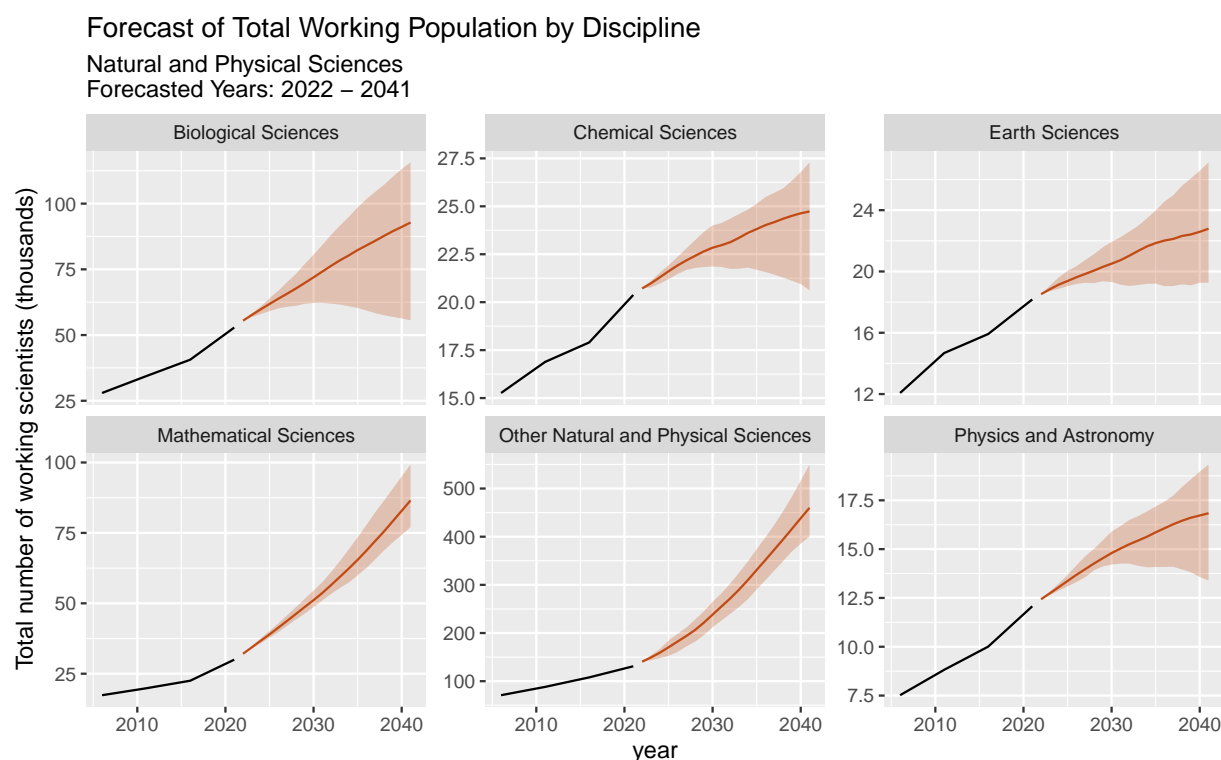 Forecast of Total Working Population by Discipline
Natural and Physical Sciences
Forecasted Years: 2022 – 2041
Total number of working scientists (thousands)
Biological Sciences
100
75
50
25
Chemical Sciences
27.5
25.0
22.5
20.0
17.5
15.0
Earth Sciences
24
20
16
12
Mathematical Sciences
100
75
50
25
2010 2020 2030 2040
Other Natural and Physical Sciences
500
400
300
200
100
2010 2020 2030 2040
Physics and Astronomy
17.5
15.0
12.5
10.0
7.5
2010 2020 2030 2040
year